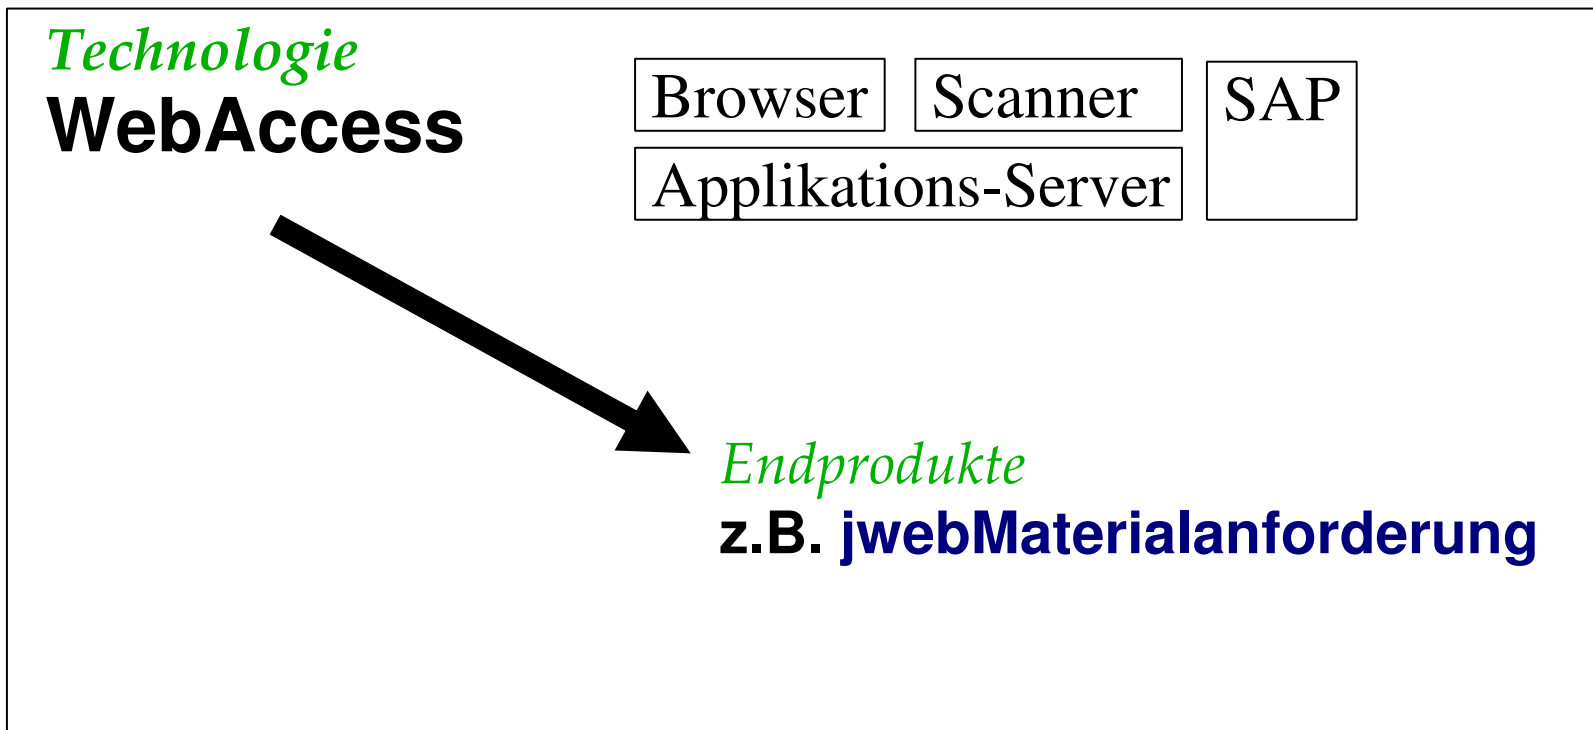 Technologie
WebAccess
Browser Scanner SAP
Applikations-Server
Endprodukte
z.B. jwebMaterialanforderung